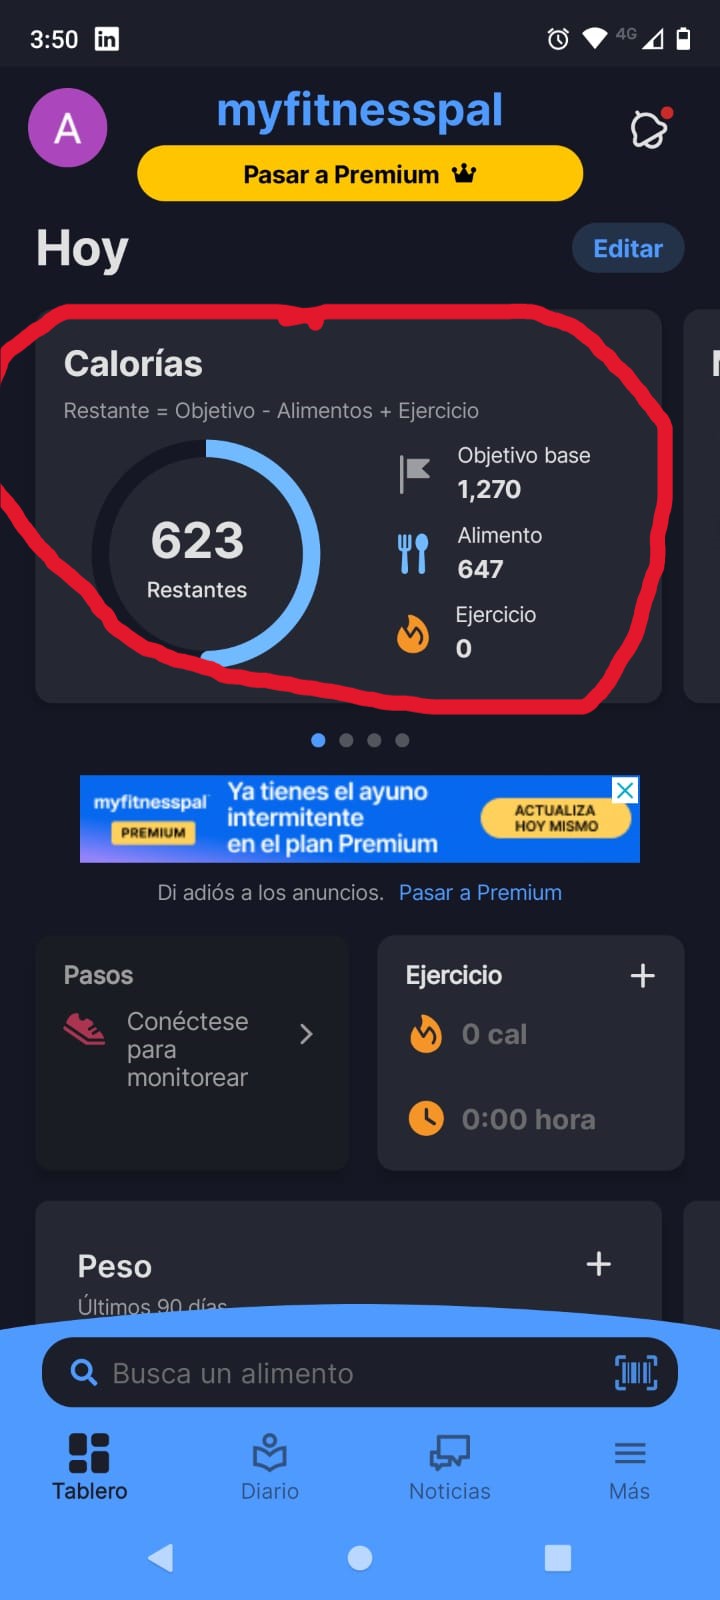 3:50
in
4G
A
myfitnesspal
Pasar a Premium
Hoy
Editar
Calorías
Restante = Objetivo - Alimentos + Ejercicio
623
Restantes
Objetivo base
1,270
Alimento
647
Ejercicio
0
myfitnesspal
PREMIUM
Ya tienes el ayuno
intermitente
en el plan Premium
ACTUALIZA
HOY MISMO
Di adiós a los anuncios. Pasar a Premium
Pasos
Conéctese
para
monitorear
Ejercicio
0 cal
0:00 hora
Peso
Últimos 90 días
Busca un alimento
Tablero
Diario
Noticias
Más